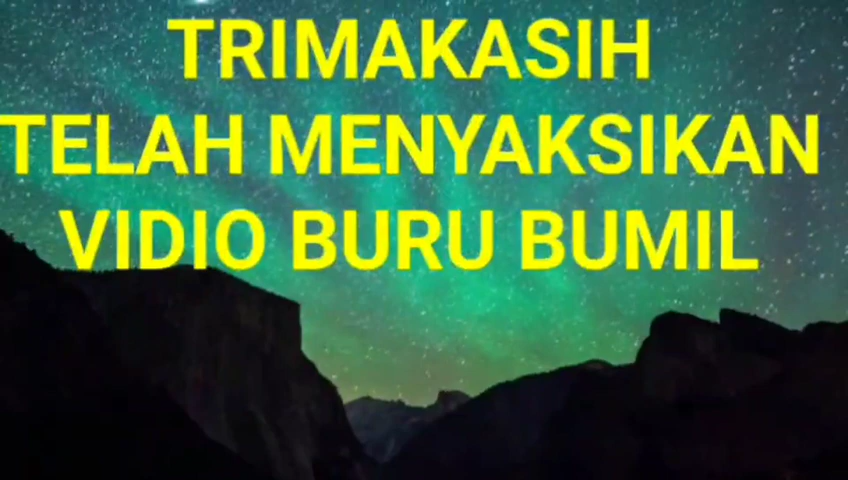 TRIMAKASIH
TELAH MENYAKSIKAN
VIDIO BURU BUMIL